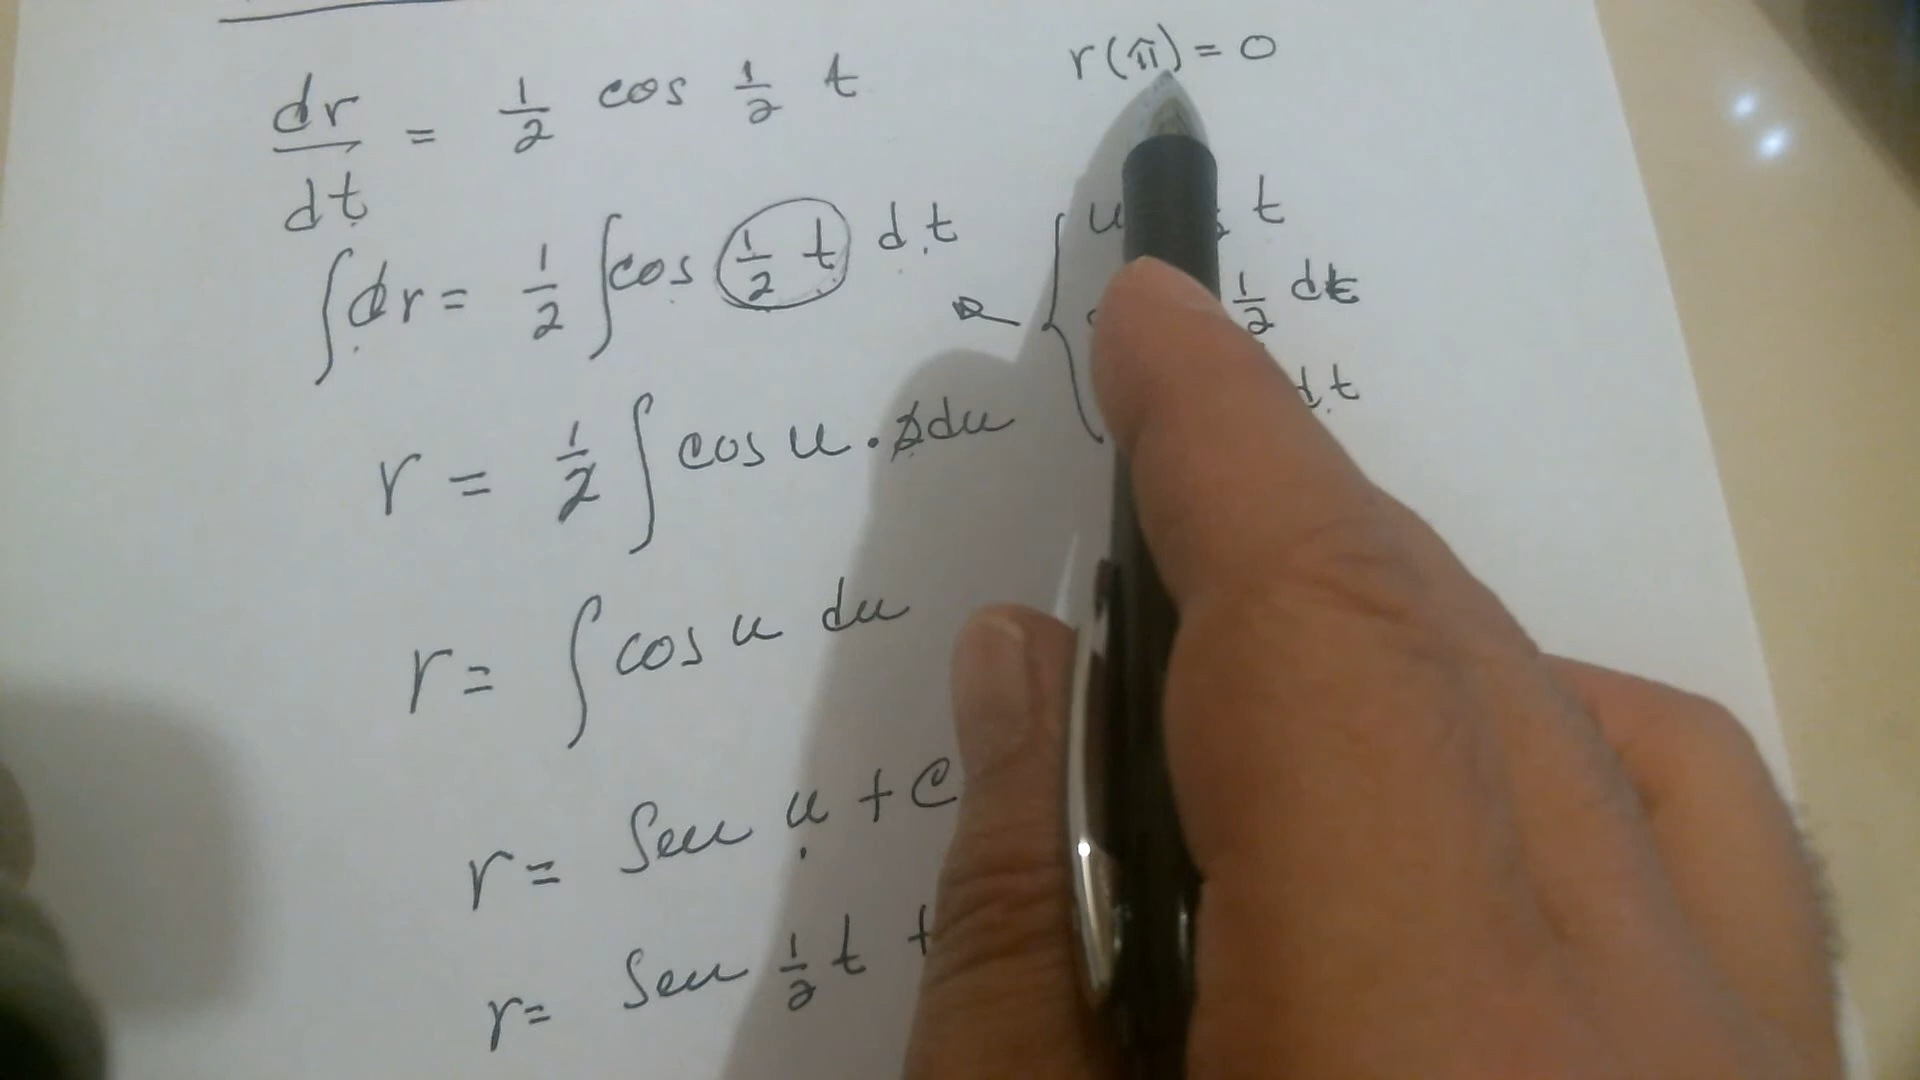 dr/dt = 1/2 cos 1/2 t
r(π) = 0
∫dr = 1/2 ∫cos 1/2 t dt
u t
1/2 dt
dt
r = 1/2 ∫ cos u · 2du
r = ∫ cos u du
r = Sen u + C
r = Sen 1/2 t +